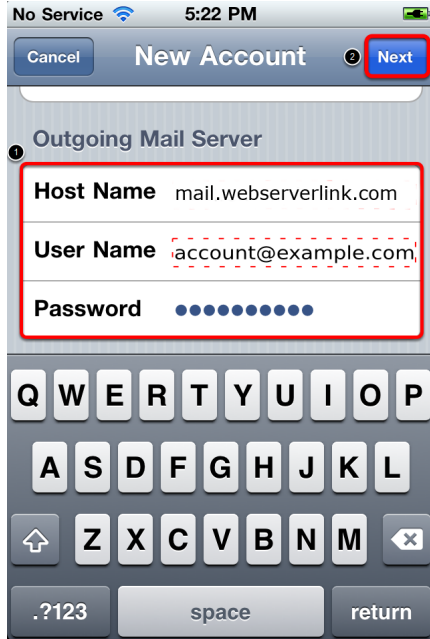 No Service 5:22 PM
Cancel New Account 2 Next
1 Outgoing Mail Server
Host Name mail.webserverlink.com
User Name account@example.com
Password ●●●●●●●●●●
Q W E R T Y U I O P
A S D F G H J K L
Z X C V B N M
.?123 space return